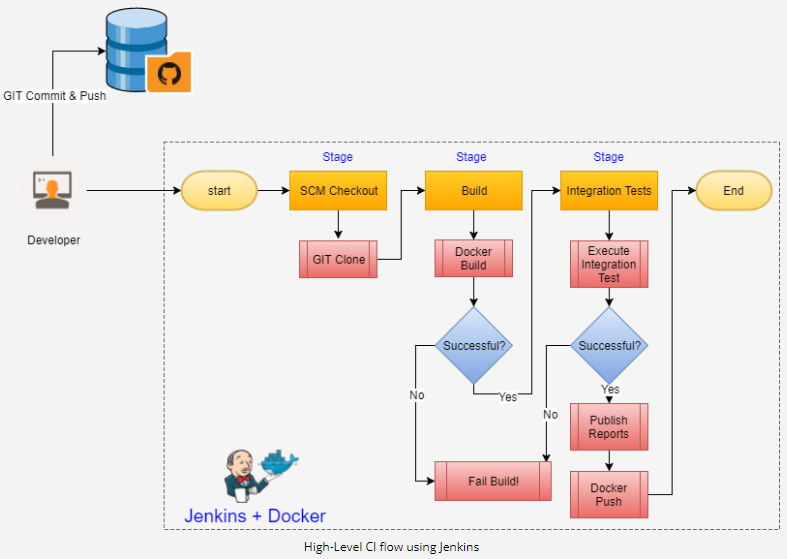 GIT Commit & Push
Developer
Stage
Stage
Stage
start
SCM Checkout
Build
Integration Tests
End
GIT Clone
Docker
Build
Execute
Integration
Test
Successful?
Successful?
No
Yes
No
Yes
Publish
Reports
Fail Build!
Docker
Push
Jenkins + Docker
High-Level CI flow using Jenkins